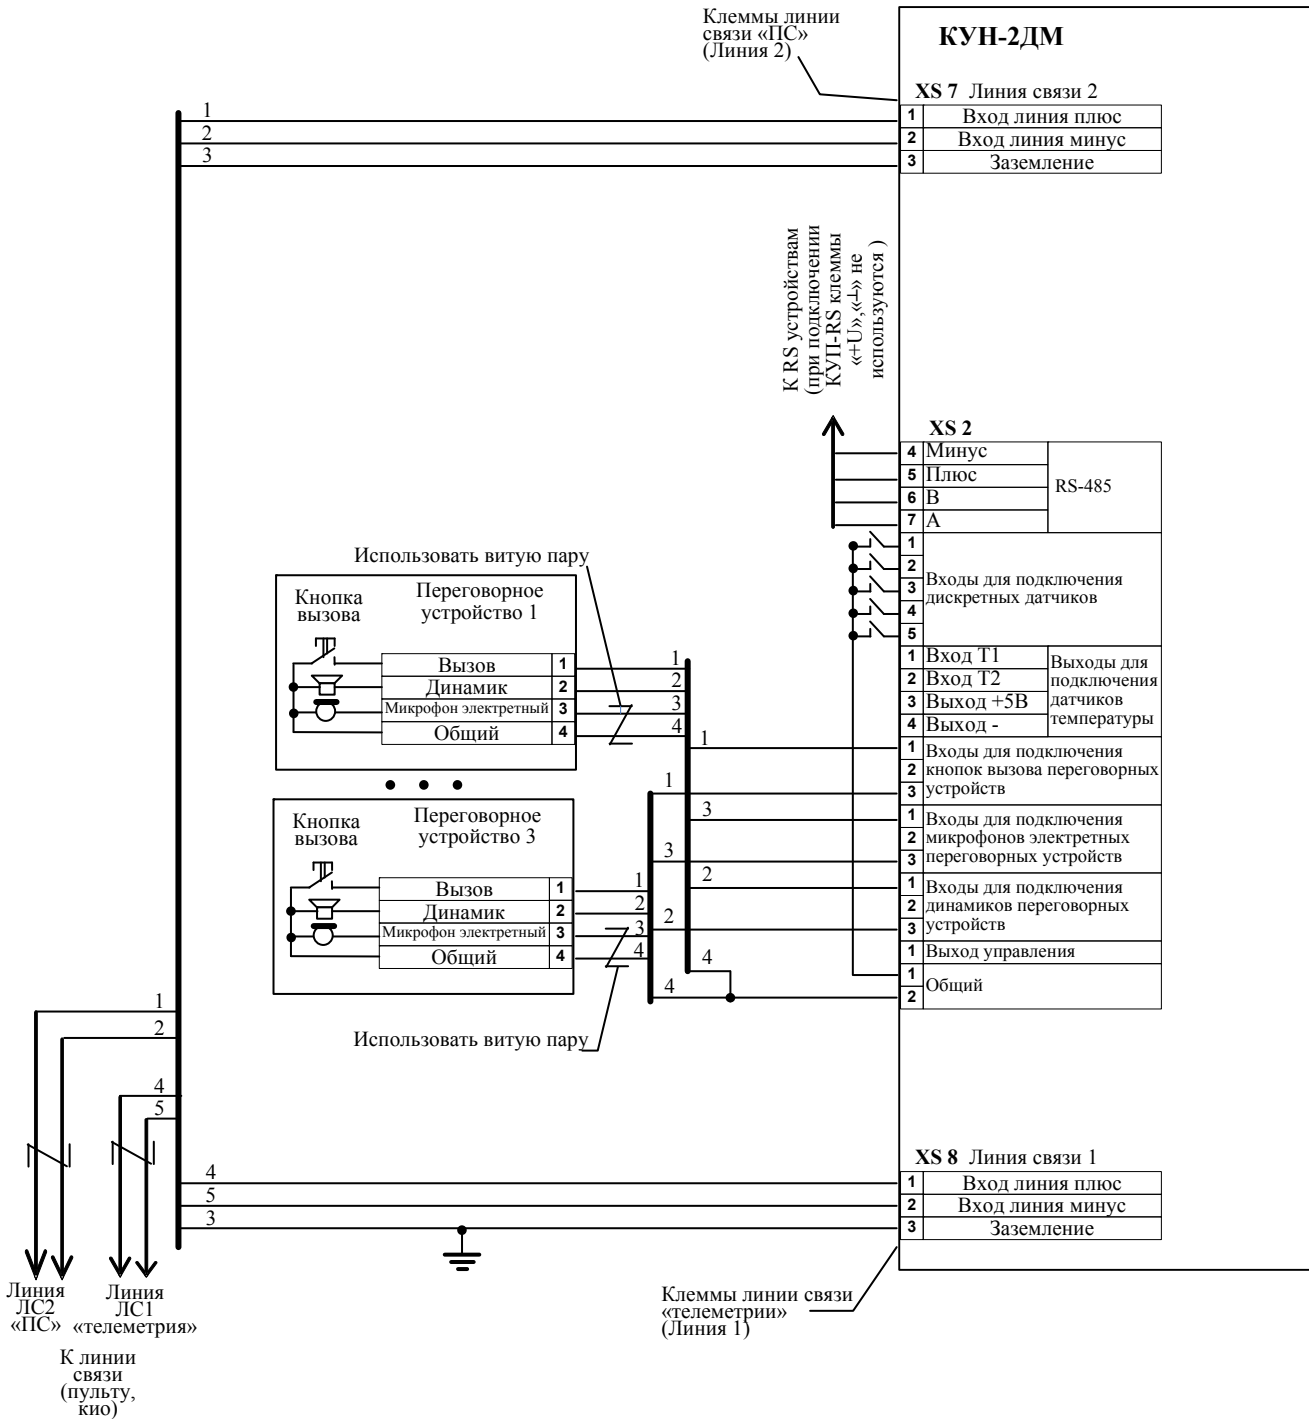 Клеммы линии
связи «ПС»
(Линия 2)
КУН-2ДМ
XS 7 Линия связи 2
1 Вход линия плюс
2 Вход линия минус
3 Заземление
1
2
3
К RS устройствам
(при подключении
КУП-RS клеммы
«+U»,«┴» не
используются )
XS 2
4 Минус
5 Плюс
6 B
7 A
RS-485
1
2
3
4
5
Входы для подключения
дискретных датчиков
1 Вход T1
2 Вход T2
3 Выход +5В
4 Выход -
Выходы для
подключения
датчиков
температуры
1
2
3
Входы для подключения
кнопок вызова переговорных
устройств
1
2
3
Входы для подключения
микрофонов электретных
переговорных устройств
1
2
3
Входы для подключения
динамиков переговорных
устройств
1 Выход управления
1
2
Общий
Использовать витую пару
Кнопка
вызова
Переговорное
устройство 1
Вызов 1
Динамик 2
Микрофон электретный 3
Общий 4
1
2
3
4
1
3
2
4
Кнопка
вызова
Переговорное
устройство 3
Вызов 1
Динамик 2
Микрофон электретный 3
Общий 4
1
2
3
4
1
3
2
4
Использовать витую пару
1
2
4
5
4
5
3
XS 8 Линия связи 1
1 Вход линия плюс
2 Вход линия минус
3 Заземление
Клеммы линии связи
«телеметрии»
(Линия 1)
Линия
ЛС2
«ПС»
Линия
ЛС1
«телеметрия»
К линии
связи
(пульту,
кио)